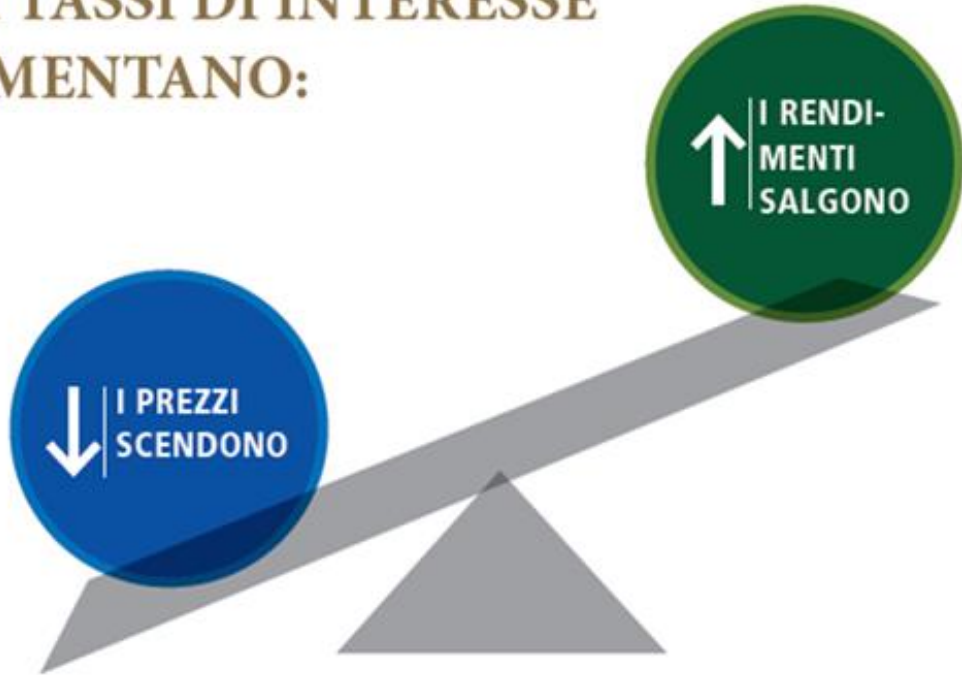 TASSI DI INTERESSE
MENTANO:
I RENDI-
MENTI
SALGONO
I PREZZI
SCENDONO